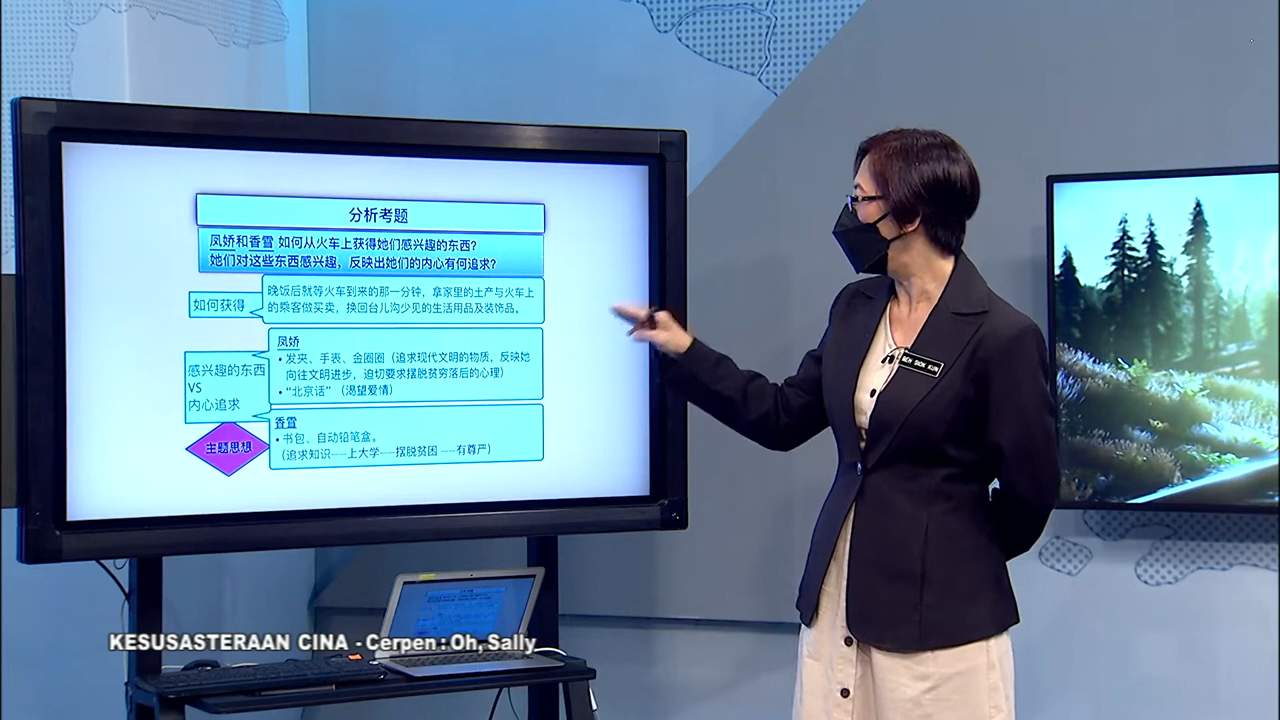 分析考题
凤娇和香雪 如何从火车上获得她们感兴趣的东西?
她们对这些东西感兴趣，反映出她们的内心有何追求?
如何获得
晚饭后就等火车到来的那一分钟，拿家里的土产与火车上
的乘客做买卖，换回台儿沟少见的生活用品及装饰品。
感兴趣的东西
VS
内心追求
凤娇
• 发夹、手表、金圈圈（追求现代文明的物质，反映她
向往文明进步，迫切要求摆脱贫穷落后的心理）
• “北京话”（渴望爱情）
主题思想
香雪
• 书包、自动铅笔盒。
（追求知识——上大学——摆脱贫困 ——有尊严）
BEH SIOK KUN
KESUSASTERAAN CINA - Cerpen : Oh, Sally